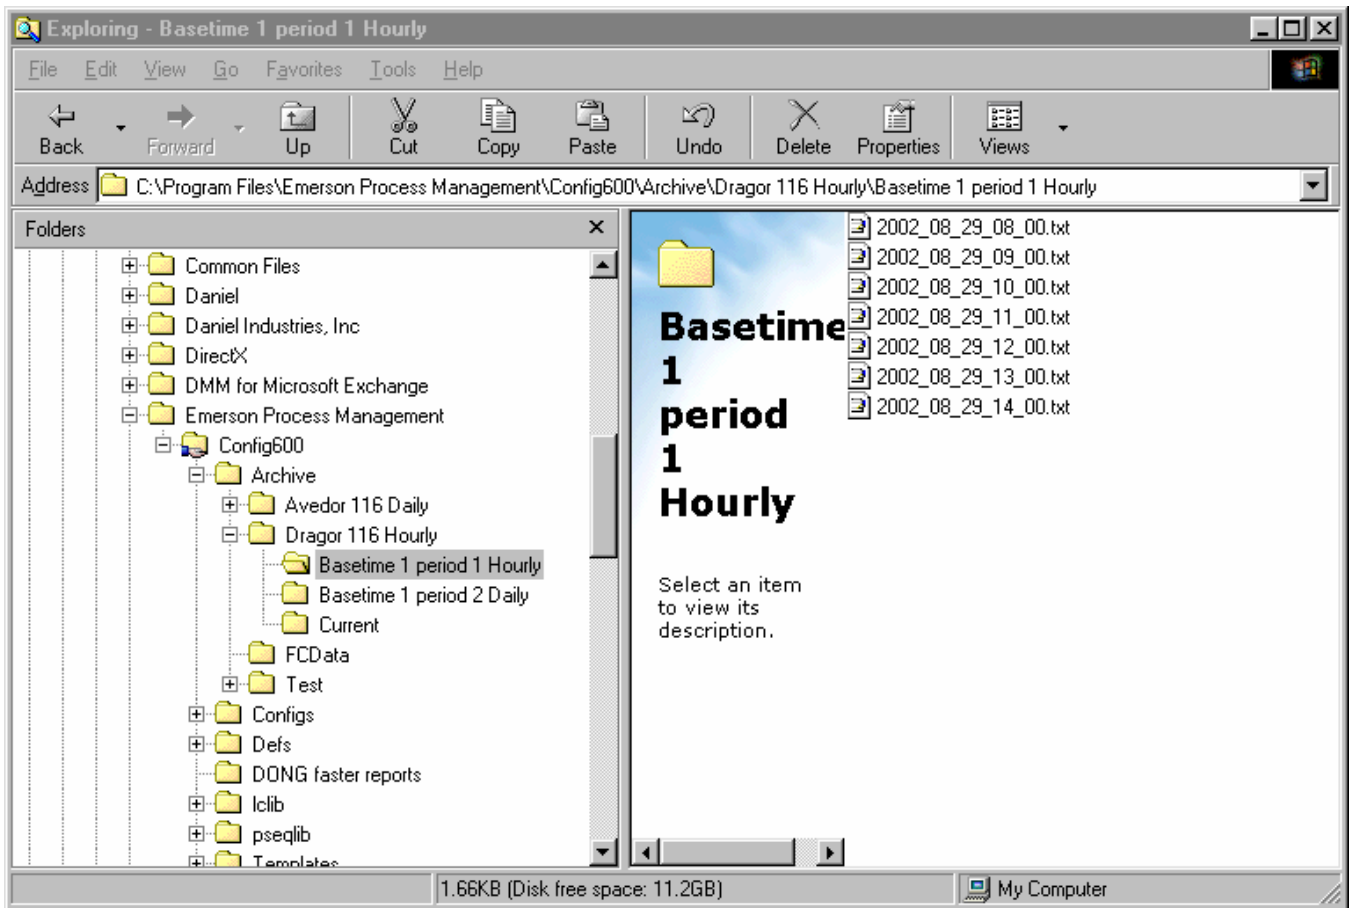 Exploring - Basetime 1 period 1 Hourly
File Edit View Go Favorites Tools Help
Back Forward Up Cut Copy Paste Undo Delete Properties Views
Address C:\Program Files\Emerson Process Management\Config600\Archive\Dragor 116 Hourly\Basetime 1 period 1 Hourly
Folders
Common Files
Daniel
Daniel Industries, Inc
DirectX
DMM for Microsoft Exchange
Emerson Process Management
Config600
Archive
Avedor 116 Daily
Dragor 116 Hourly
Basetime 1 period 1 Hourly
Basetime 1 period 2 Daily
Current
FCData
Test
Configs
Defs
DONG faster reports
lclib
pseqlib
Templates
Basetime
1
period
1
Hourly
Select an item
to view its
description.
2002_08_29_08_00.txt
2002_08_29_09_00.txt
2002_08_29_10_00.txt
2002_08_29_11_00.txt
2002_08_29_12_00.txt
2002_08_29_13_00.txt
2002_08_29_14_00.txt
1.66KB (Disk free space: 11.2GB)
My Computer